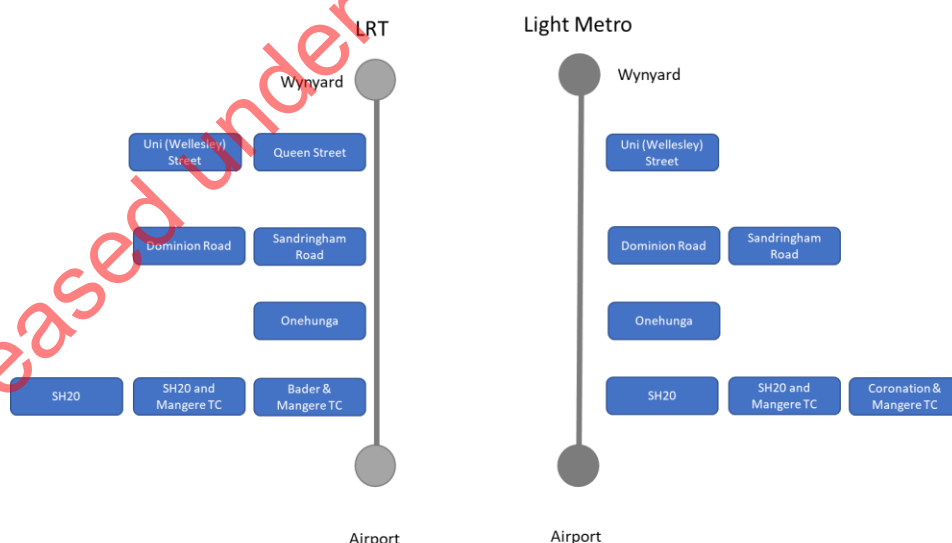 LRT
Light Metro
Wynyard
Wynyard
Uni (Wellesley)
Street
Queen Street
Uni (Wellesley)
Street
Dominion Road
Sandringham
Road
Dominion Road
Sandringham
Road
Onehunga
Onehunga
SH20
SH20 and
Mangere TC
Bader &
Mangere TC
SH20
SH20 and
Mangere TC
Coronation &
Mangere TC
Airport
Airport
eased under